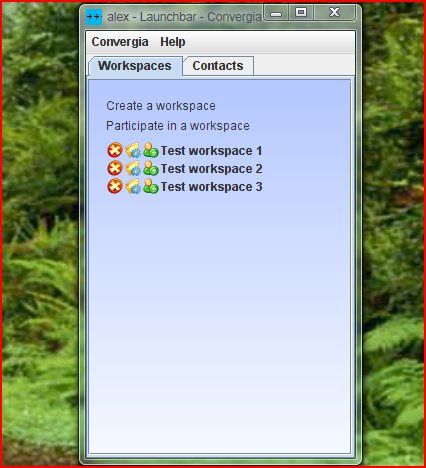 alex - Launchbar - Convergia
Convergia Help
Workspaces Contacts
Create a workspace
Participate in a workspace
Test workspace 1
Test workspace 2
Test workspace 3